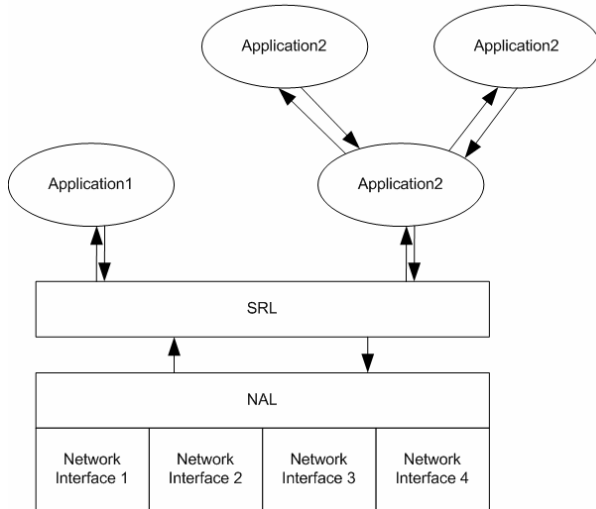 Application2
Application2
Application1
Application2
SRL
NAL
Network
Interface 1
Network
Interface 2
Network
Interface 3
Network
Interface 4